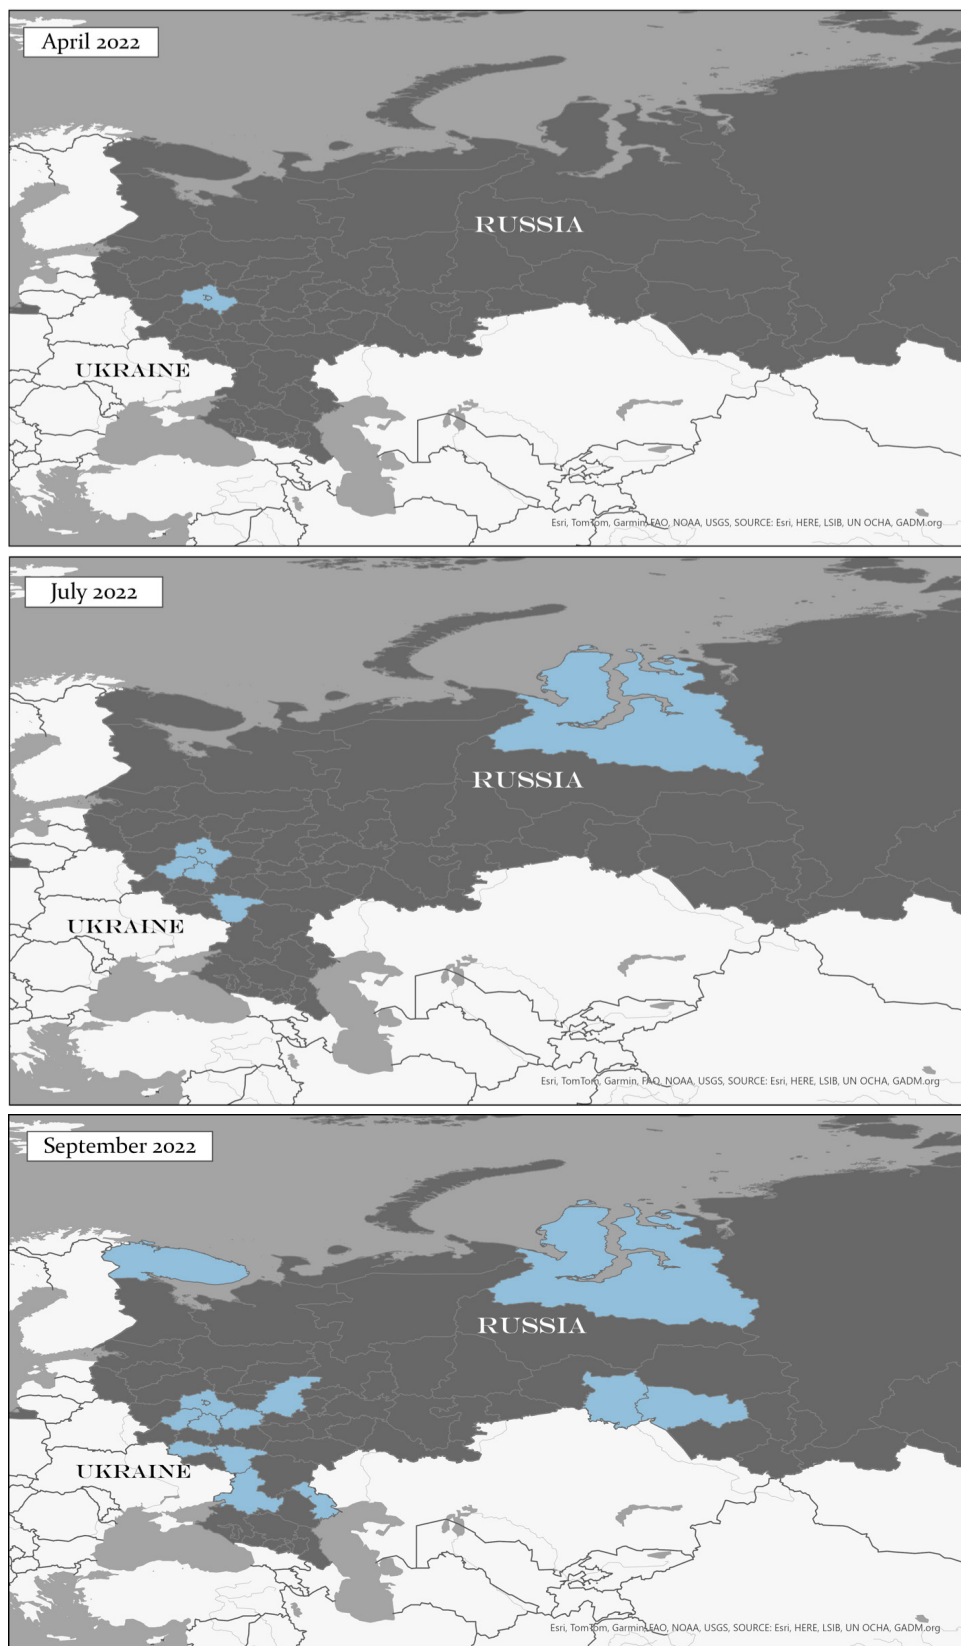 April 2022
RUSSIA
UKRAINE
Esri, TomTom, Garmin, FAO, NOAA, USGS, SOURCE: Esri, HERE, LSIB, UN OCHA, GADM.org
July 2022
RUSSIA
UKRAINE
Esri, TomTom, Garmin, FAO, NOAA, USGS, SOURCE: Esri, HERE, LSIB, UN OCHA, GADM.org
September 2022
RUSSIA
UKRAINE
Esri, TomTom, Garmin, FAO, NOAA, USGS, SOURCE: Esri, HERE, LSIB, UN OCHA, GADM.org